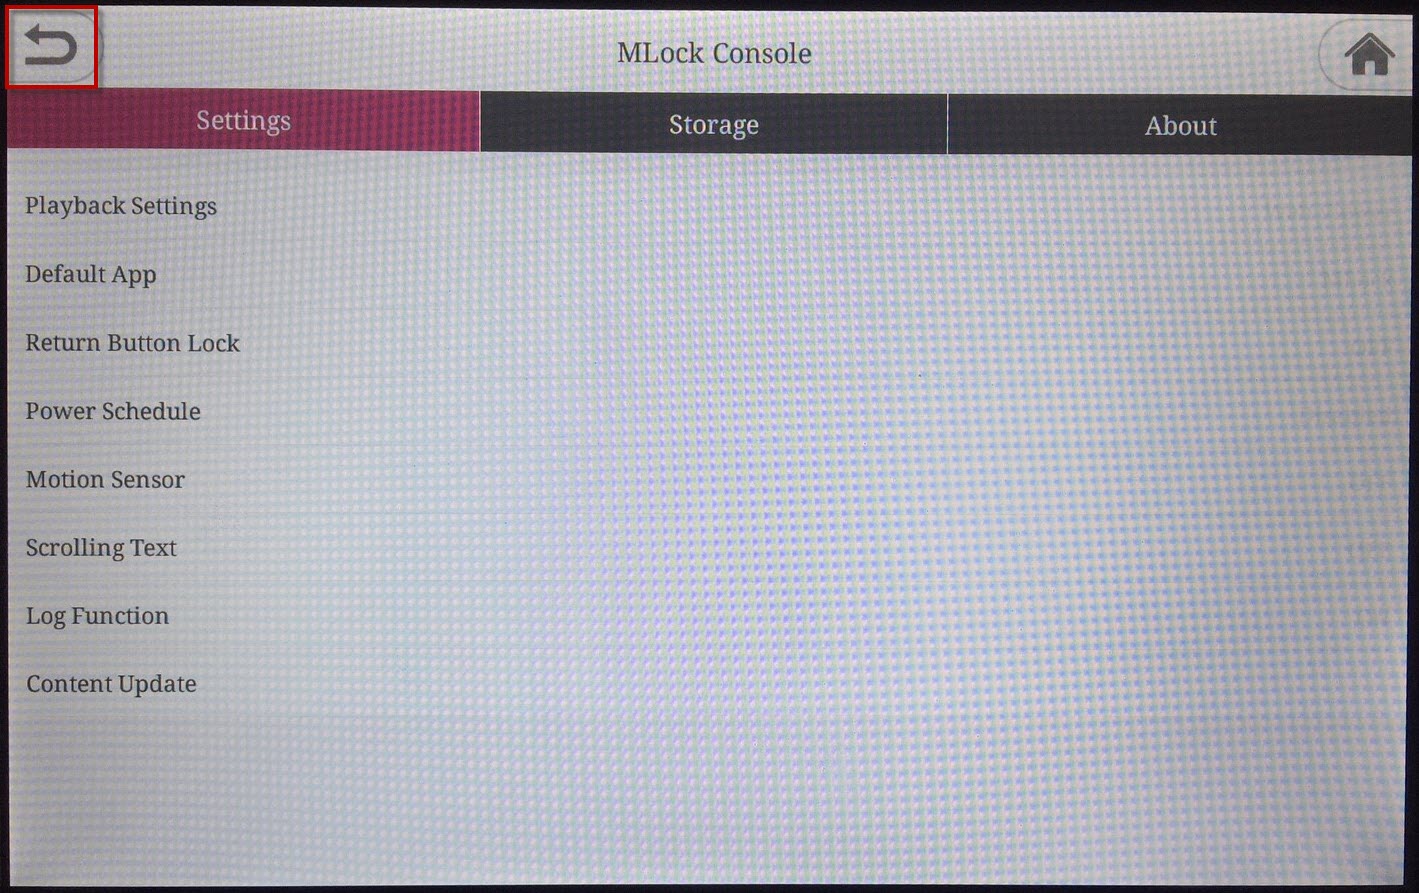 MLock Console
Settings
Storage
About
Playback Settings
Default App
Return Button Lock
Power Schedule
Motion Sensor
Scrolling Text
Log Function
Content Update